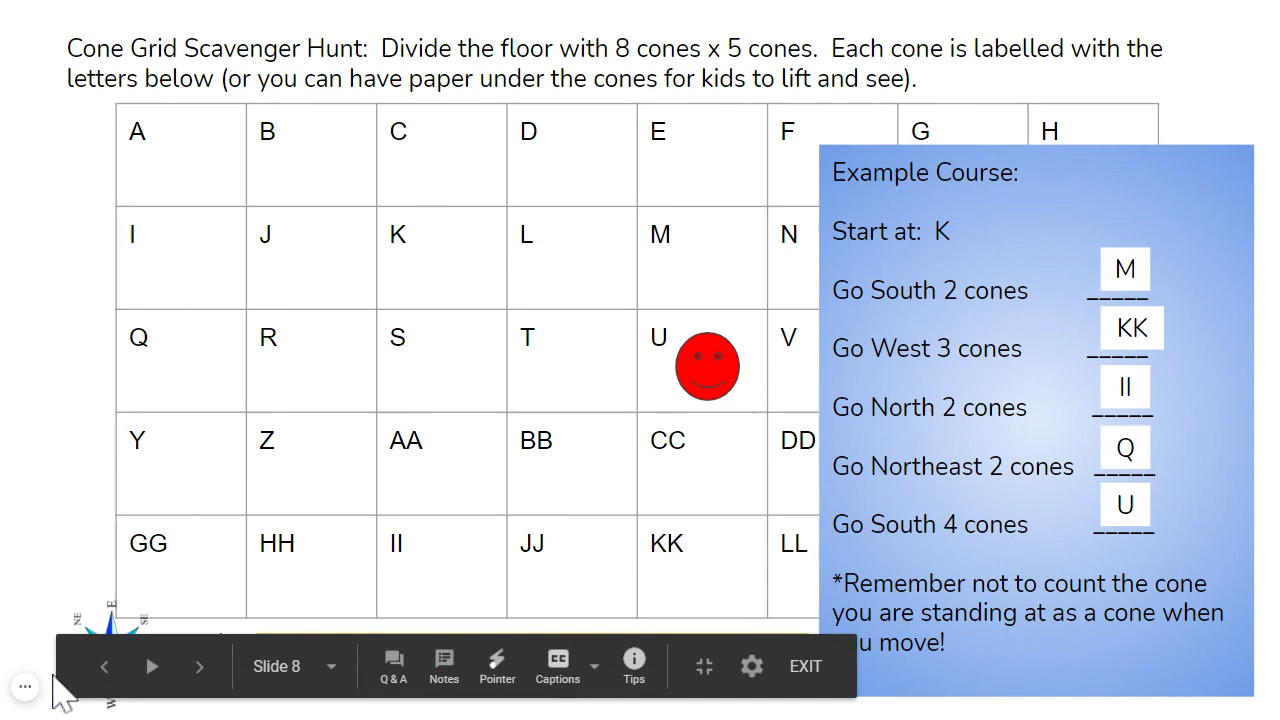 Cone Grid Scavenger Hunt: Divide the floor with 8 cones x 5 cones. Each cone is labelled with the
letters below (or you can have paper under the cones for kids to lift and see).
A B C D E F G H
I J K L M N
Q R S T U V
Y Z AA BB CC DD
GG HH II JJ KK LL
Example Course:
Start at: K
Go South 2 cones M
Go West 3 cones KK
Go North 2 cones II
Go Northeast 2 cones Q
Go South 4 cones U
*Remember not to count the cone
you are standing at as a cone when
u move!
NE E SE
W
Slide 8
Q & A Notes Pointer Captions Tips EXIT
CC